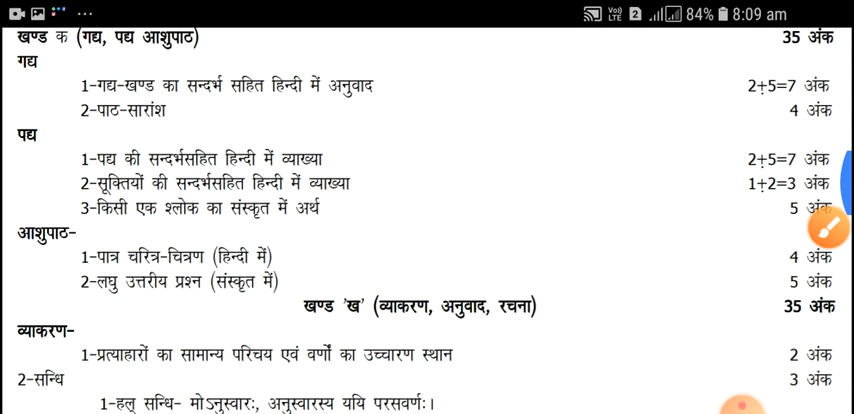 Vo) LTE 2 84% 8:09 am
खण्ड क (गद्य, पद्य आशुपाठ) 35 अंक
गद्य
1-गद्य-खण्ड का सन्दर्भ सहित हिन्दी में अनुवाद 2+5=7 अंक
2-पाठ-सारांश 4 अंक
पद्य
1-पद्य की सन्दर्भसहित हिन्दी में व्याख्या 2+5=7 अंक
2-सूक्तियों की सन्दर्भसहित हिन्दी में व्याख्या 1+2=3 अंक
3-किसी एक श्लोक का संस्कृत में अर्थ 5 अंक
आशुपाठ-
1-पात्र चरित्र-चित्रण (हिन्दी में) 4 अंक
2-लघु उत्तरीय प्रश्न (संस्कृत में) 5 अंक
खण्ड 'ख' (व्याकरण, अनुवाद, रचना) 35 अंक
व्याकरण-
1-प्रत्याहारों का सामान्य परिचय एवं वर्णों का उच्चारण स्थान 2 अंक
2-सन्धि 3 अंक
1-हल् सन्धि- मोऽनुस्वारः, अनुस्वारस्य ययि परसवर्णः।